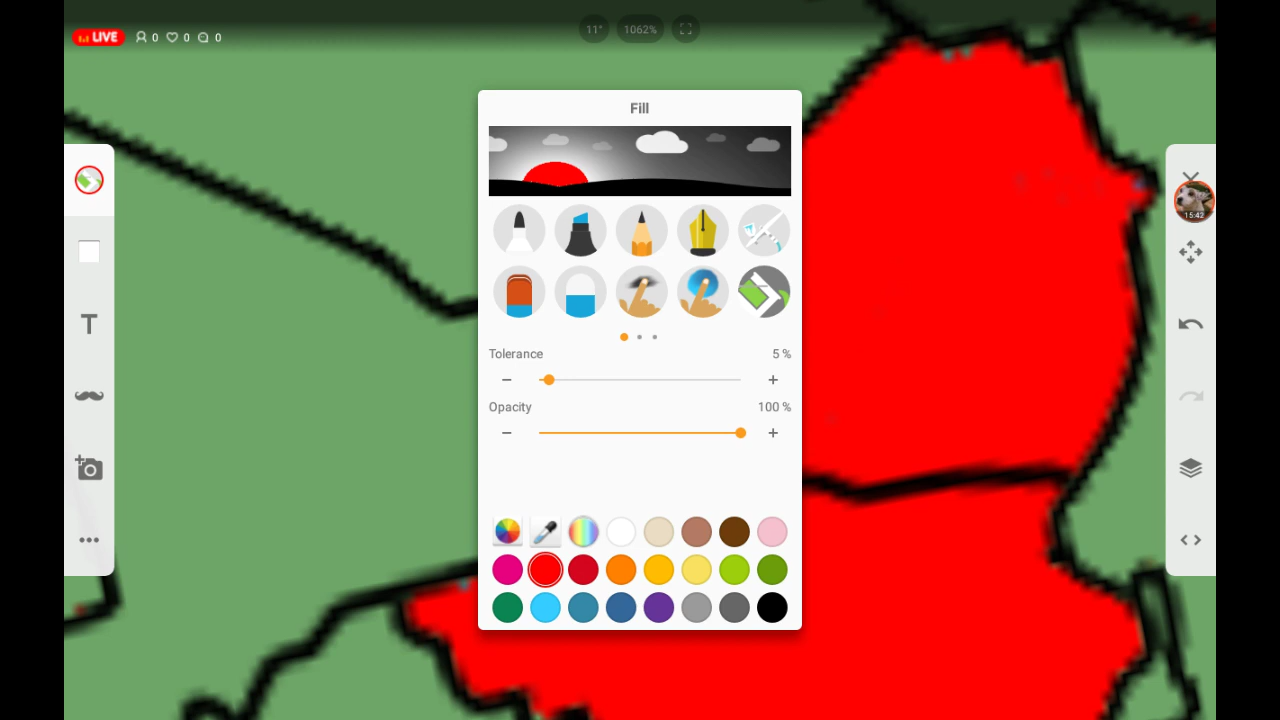 LIVE 0 0 0
11° 1062%
Fill
T
15:42
Tolerance 5 %
Opacity 100 %